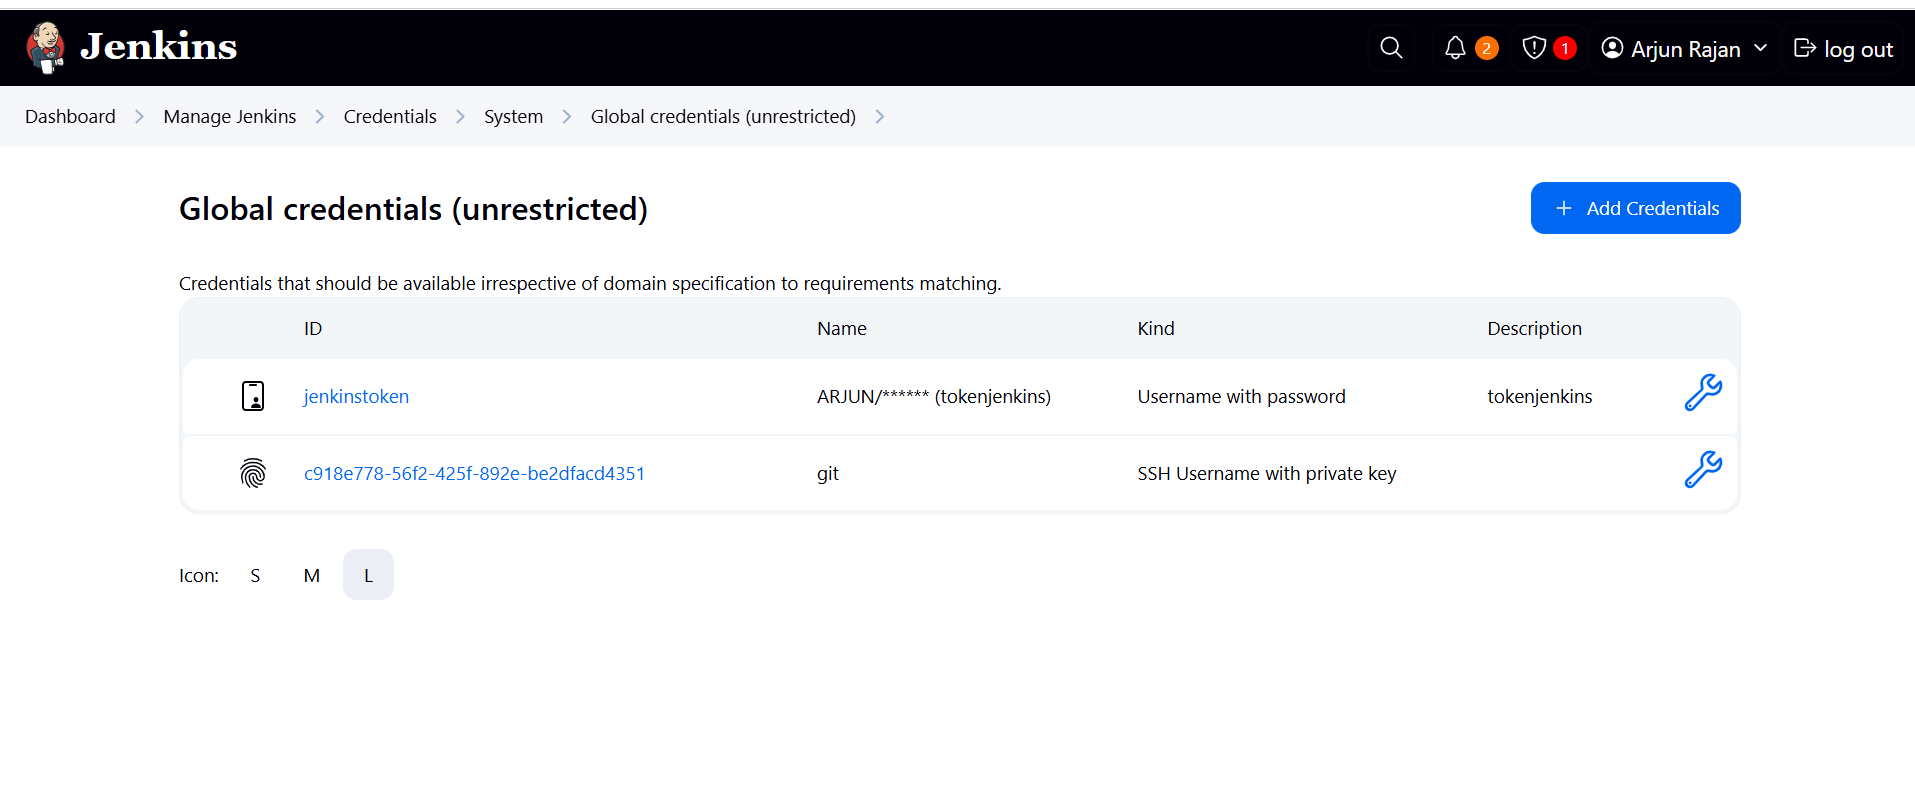 Jenkins
2
1
Arjun Rajan
log out
Dashboard
Manage Jenkins
Credentials
System
Global credentials (unrestricted)
Global credentials (unrestricted)
+ Add Credentials
Credentials that should be available irrespective of domain specification to requirements matching.
ID Name Kind Description
jenkinstoken ARJUN/****** (tokenjenkins) Username with password tokenjenkins
c918e778-56f2-425f-892e-be2dfacd4351 git SSH Username with private key
Icon: S M L